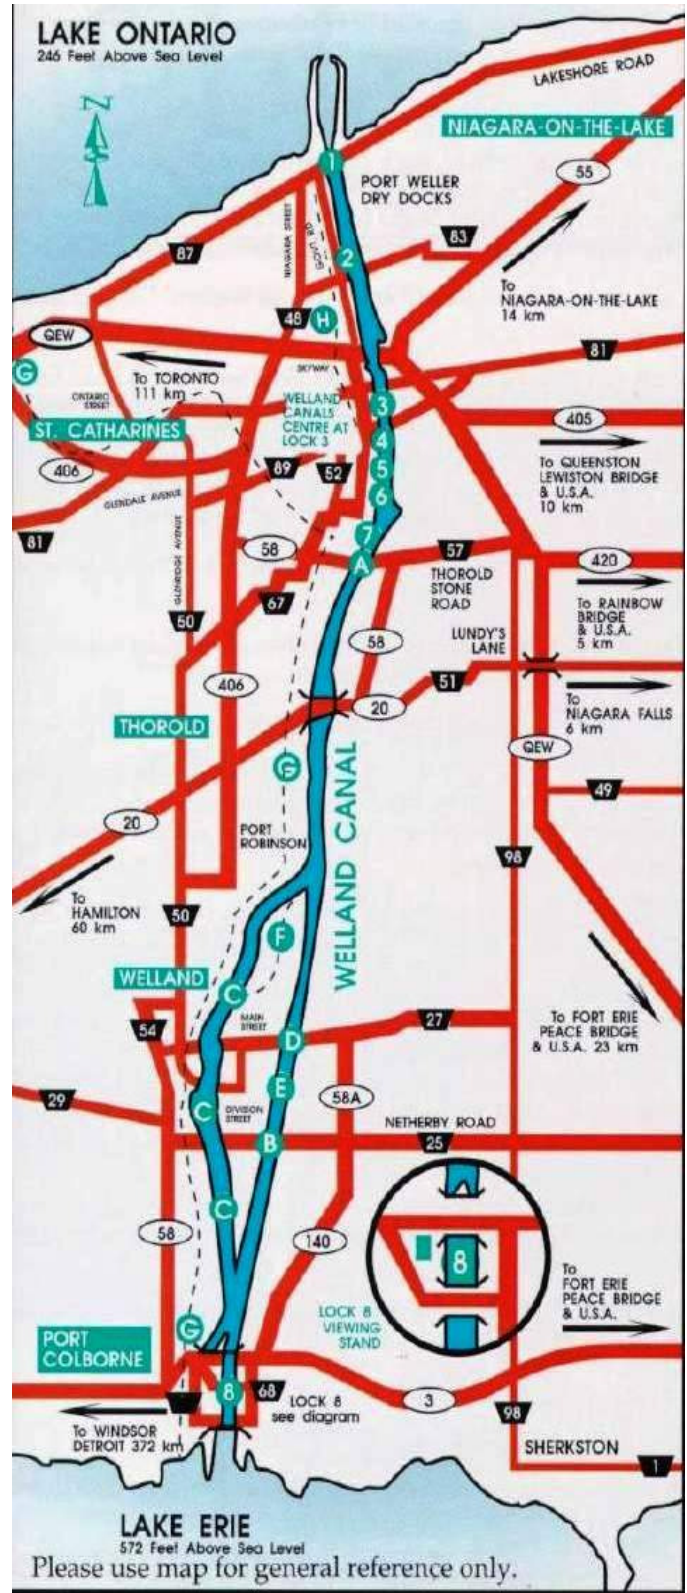 LAKE ONTARIO
246 Feet Above Sea Level
LAKESHORE ROAD
N
NIAGARA-ON-THE-LAKE
1
PORT WELLER
DRY DOCKS
55
NIAGARA STREET
GOV'T RD
83
87
2
To
NIAGARA-ON-THE-LAKE
14 km
48
H
QEW
81
SKYWAY
G
To TORONTO
111 km
ONTARIO
STREET
WELLAND
CANALS
CENTRE AT
LOCK 3
3
405
ST. CATHARINES
4
406
89
52
5
To QUEENSTON
LEWISTON BRIDGE
& U.S.A.
10 km
GLENDALE AVENUE
6
81
7
58
57
A
420
GLENRIDGE AVENUE
THOROLD
STONE
ROAD
67
To RAINBOW
BRIDGE
& U.S.A.
5 km
50
58
LUNDY'S
LANE
406
51
20
To
NIAGARA FALLS
6 km
THOROLD
QEW
G
49
20
PORT
ROBINSON
WELLAND CANAL
98
To
HAMILTON
60 km
50
F
WELLAND
C
MAIN
STREET
27
To FORT ERIE
PEACE BRIDGE
& U.S.A. 23 km
54
D
E
58A
29
C
DIVISION
STREET
NETHERBY ROAD
B
25
C
58
140
8
To
FORT ERIE
PEACE BRIDGE
& U.S.A.
G
LOCK 8
VIEWING
STAND
PORT
COLBORNE
8
68
LOCK 8
see diagram
3
98
To WINDSOR
DETROIT 372 km
SHERKSTON
1
LAKE ERIE
572 Feet Above Sea Level
Please use map for general reference only.